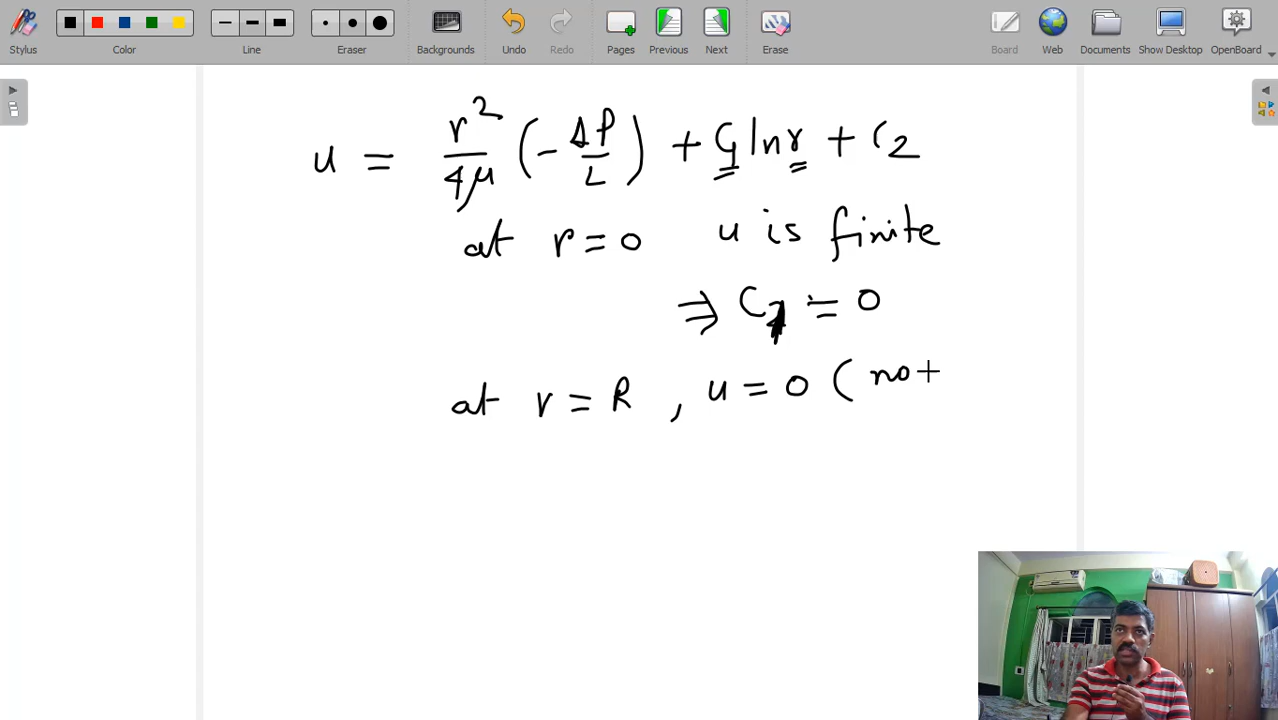 Stylus Color Line Eraser Backgrounds Undo Redo Pages Previous Next Erase Board Web Documents Show Desktop OpenBoard
u = r²/4μ (-Δp/L) + C₁ ln r + C₂
at r = 0 u is finite
⇒ C₁ = 0
at r = R , u = 0 ( no +